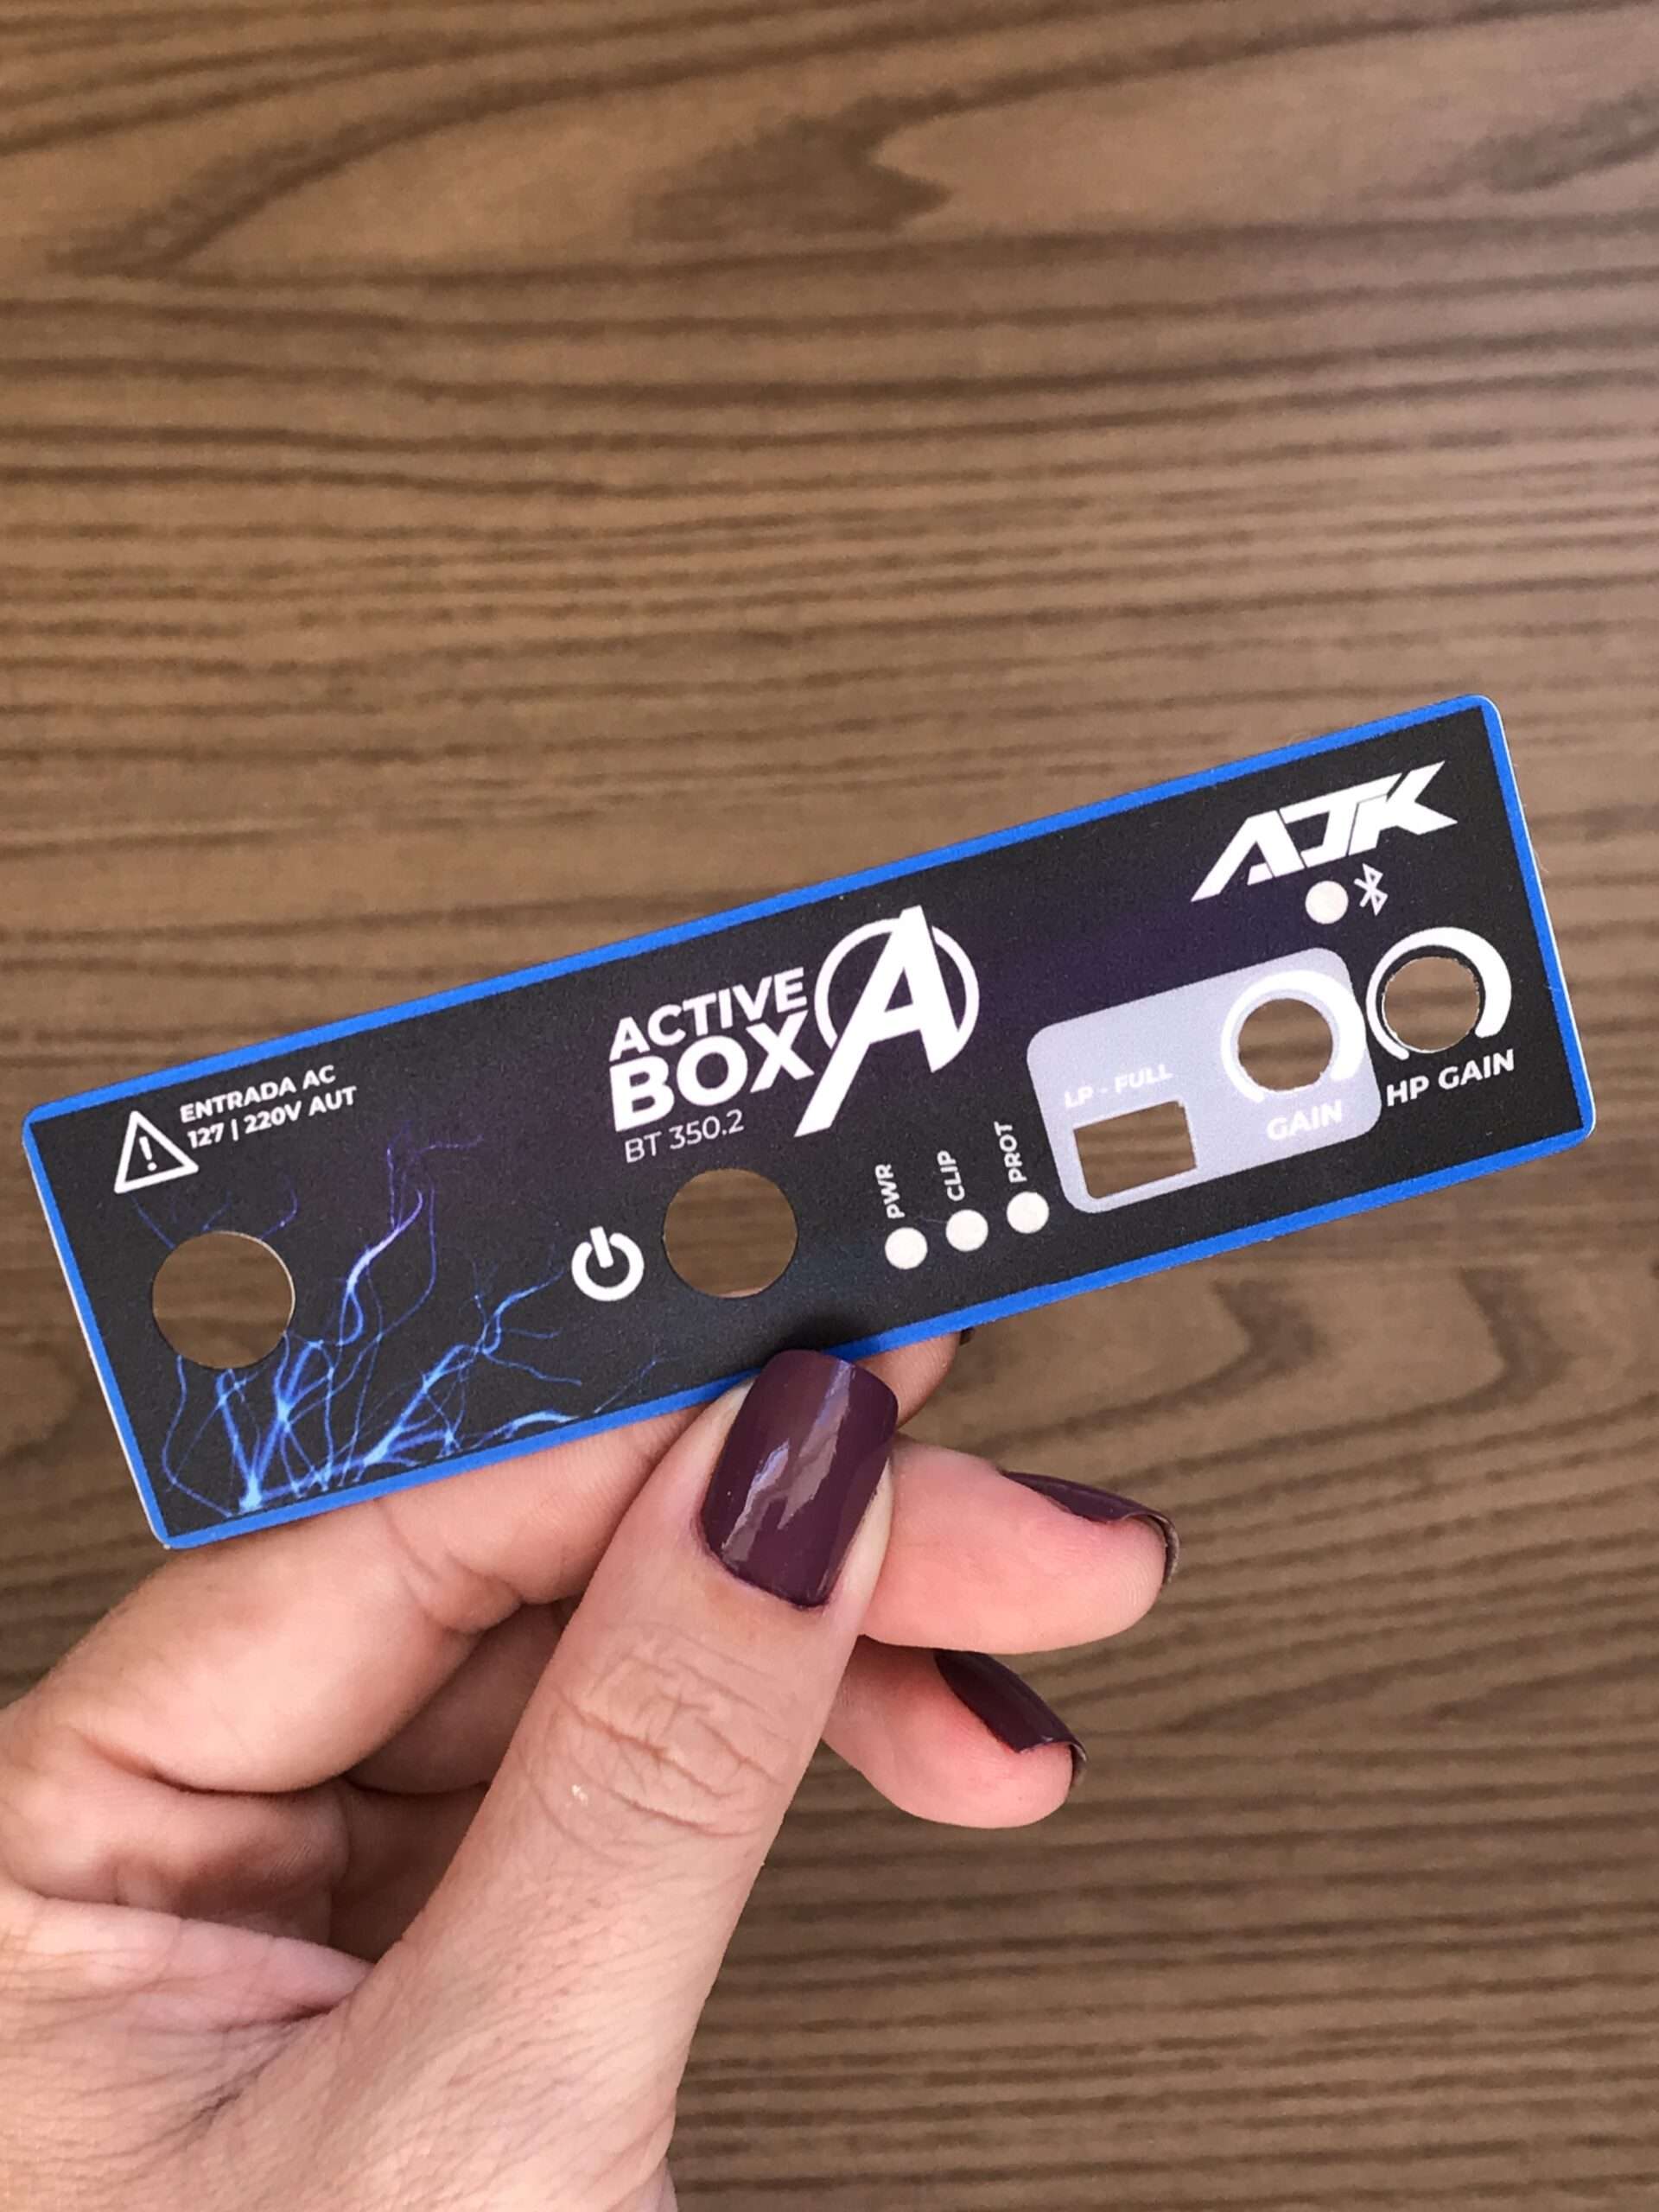 ENTRADA AC
127 | 220V AUT
ACTIVE
BOX A
BT 350.2
PWR
CLIP
PROT
LP - FULL
GAIN
AJK
HP GAIN